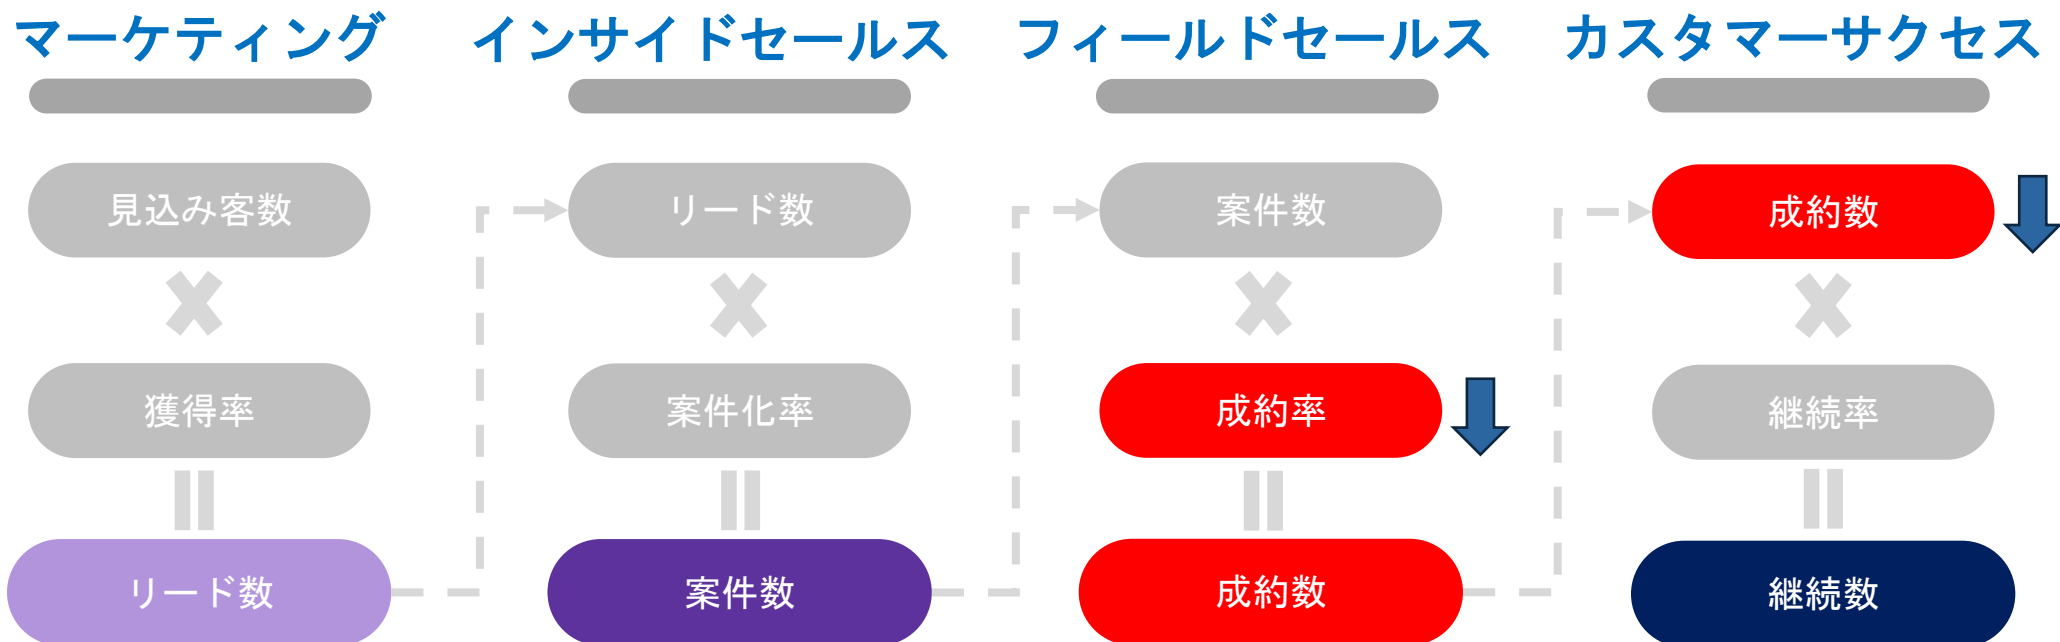 マーケティング
インサイドセールス
フィールドセールス
カスタマーサクセス
見込み客数
リード数
案件数
成約数
獲得率
案件化率
成約率
継続率
リード数
案件数
成約数
継続数